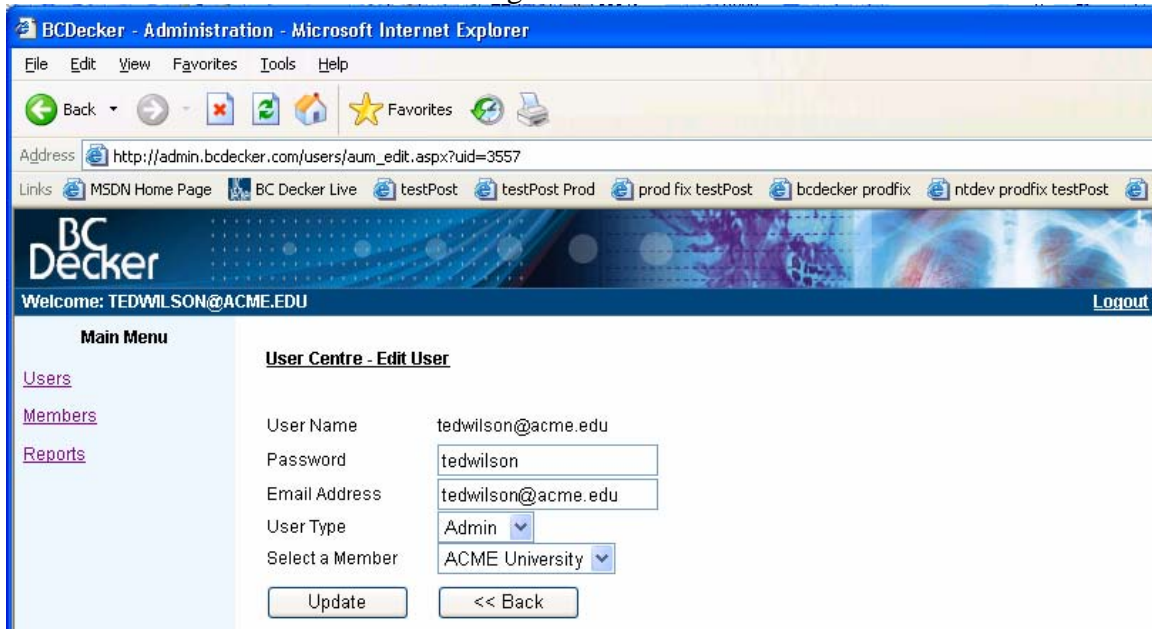 BCDecker - Administration - Microsoft Internet Explorer
File Edit View Favorites Tools Help
Back Favorites
Address http://admin.bcdecker.com/users/aum_edit.aspx?uid=3557
Links MSDN Home Page BC Decker Live testPost testPost Prod prod fix testPost bcdecker prodfix ntdev prodfix testPost
BC
Decker
Welcome: TEDWILSON@ACME.EDU Logout
Main Menu
Users
Members
Reports
User Centre - Edit User
User Name tedwilson@acme.edu
Password tedwilson
Email Address tedwilson@acme.edu
User Type Admin
Select a Member ACME University
Update << Back